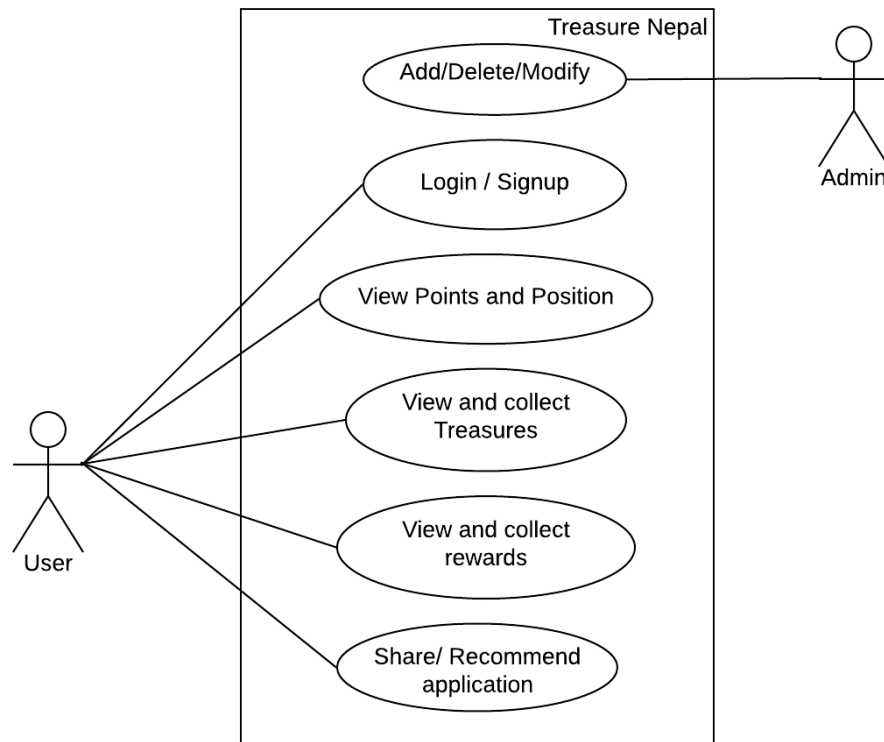 Treasure Nepal
Add/Delete/Modify
Login / Signup
Admin
View Points and Position
View and collect
Treasures
View and collect
rewards
User
Share/ Recommend
application